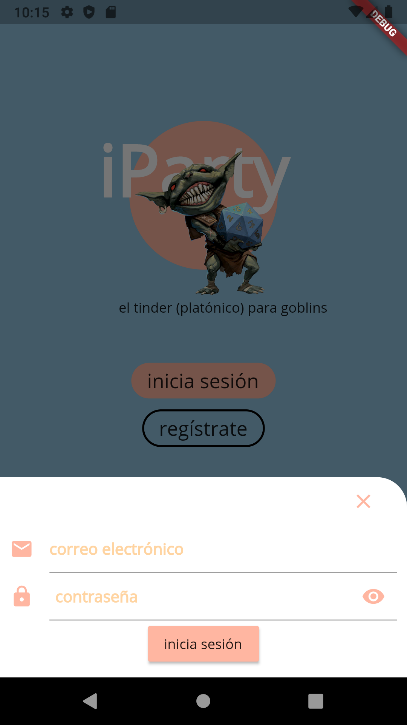 10:15
DEBUG
iParty
el tinder (platónico) para goblins
inicia sesión
regístrate
correo electrónico
contraseña
inicia sesión